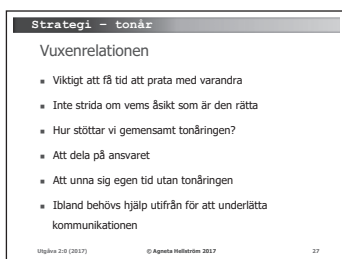 Strategi – tonår
Vuxenrelationen
Viktigt att få tid att prata med varandra
Inte strida om vems åsikt som är den rätta
Hur stöttar vi gemensamt tonåringen?
Att dela på ansvaret
Att unna sig egen tid utan tonåringen
Ibland behövs hjälp utifrån för att underlätta
kommunikationen
Utgåva 2:0 (2017) © Agneta Hellström 2017 27